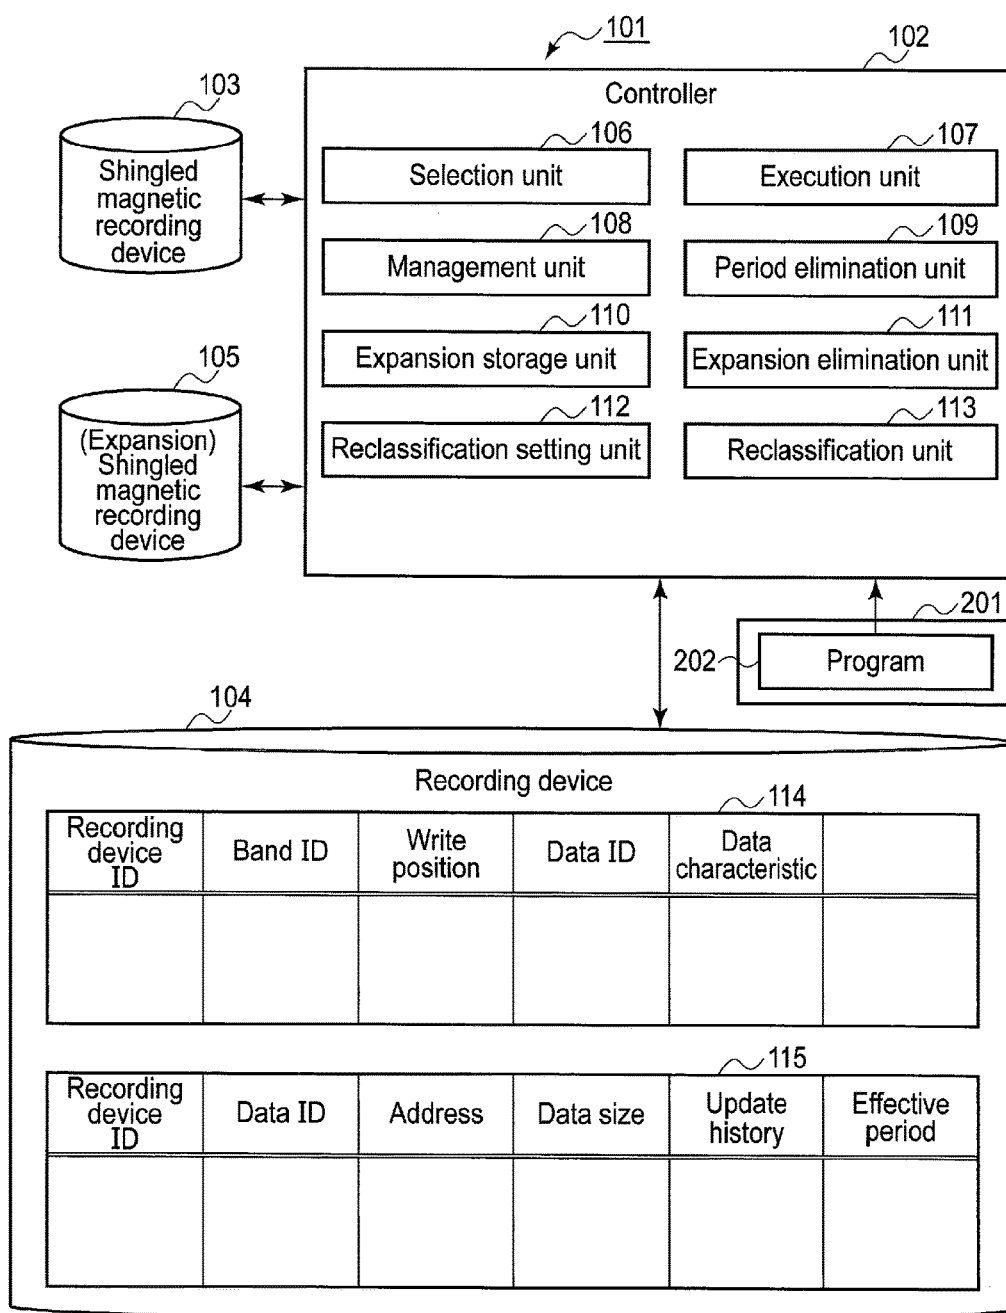 101
102
Controller
103
Shingled
magnetic
recording
device
106
Selection unit
107
Execution unit
108
Management unit
109
Period elimination unit
110
Expansion storage unit
111
Expansion elimination unit
112
Reclassification setting unit
113
Reclassification unit
105
(Expansion)
Shingled
magnetic
recording
device
201
202
Program
104
Recording device
114
Recording
device
ID
Band ID
Write
position
Data ID
Data
characteristic
115
Recording
device
ID
Data ID
Address
Data size
Update
history
Effective
period